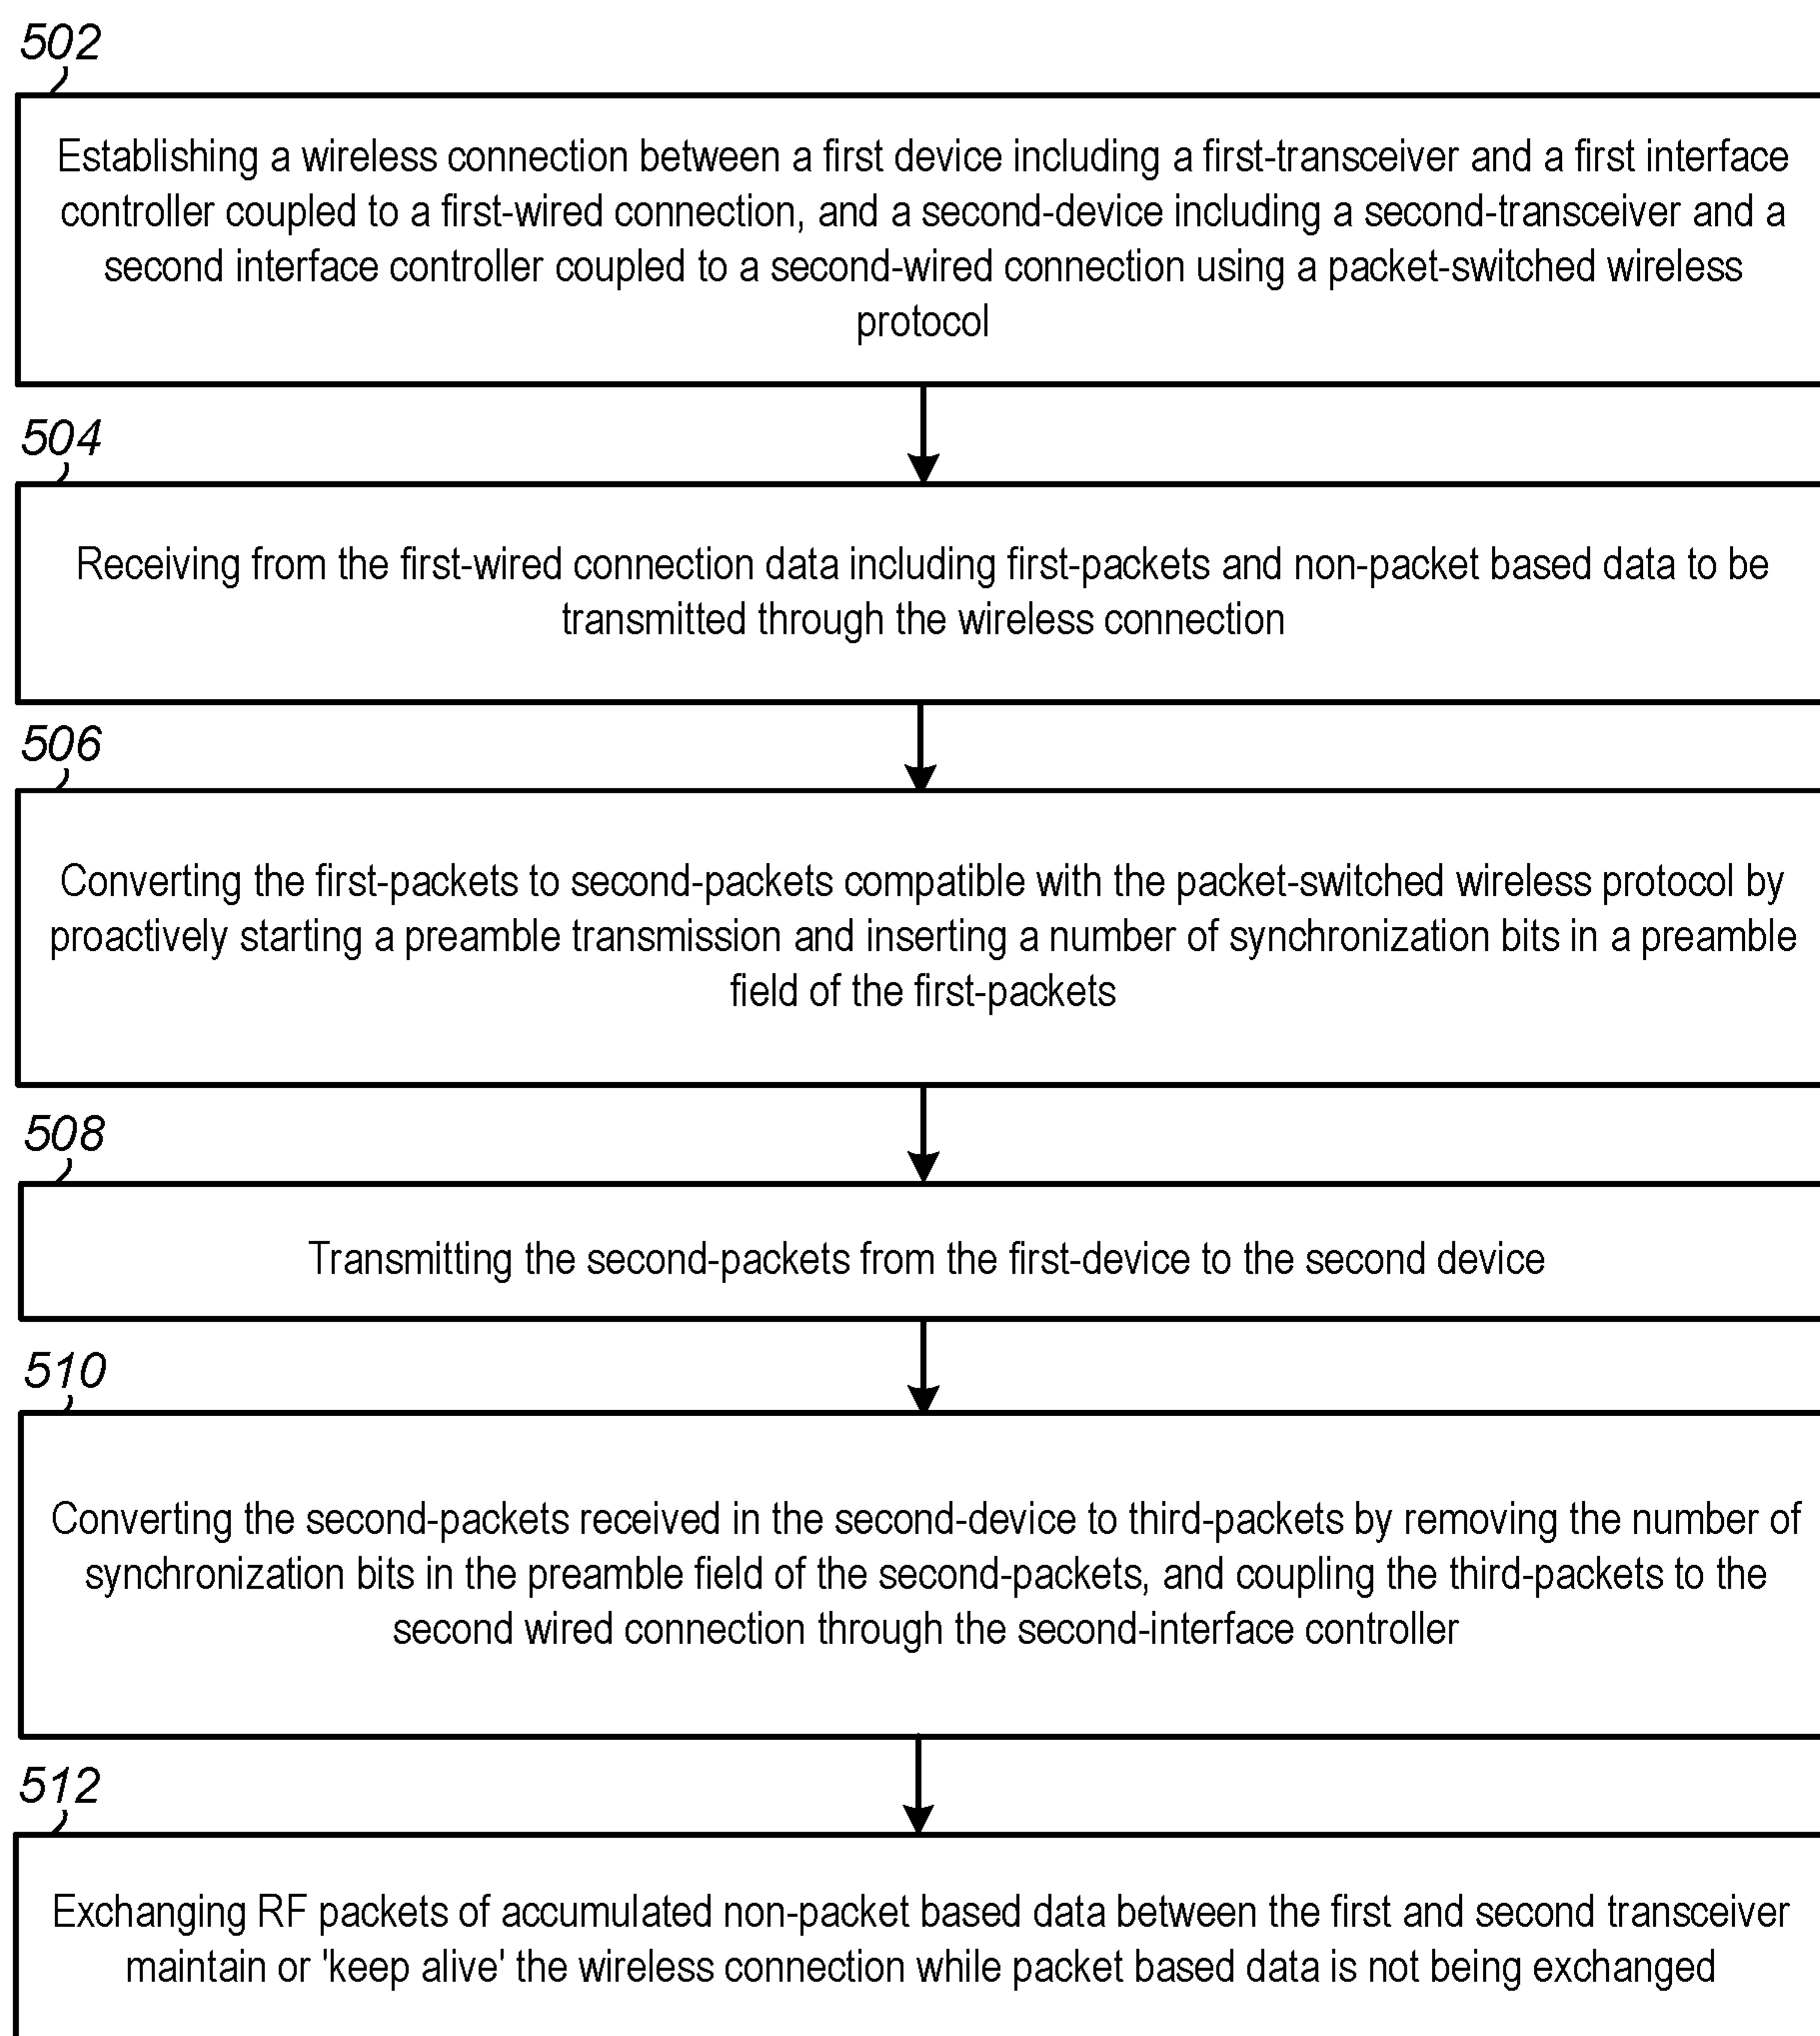 502
Establishing a wireless connection between a first device including a first-transceiver and a first interface
controller coupled to a first-wired connection, and a second-device including a second-transceiver and a
second interface controller coupled to a second-wired connection using a packet-switched wireless
protocol
504
Receiving from the first-wired connection data including first-packets and non-packet based data to be
transmitted through the wireless connection
506
Converting the first-packets to second-packets compatible with the packet-switched wireless protocol by
proactively starting a preamble transmission and inserting a number of synchronization bits in a preamble
field of the first-packets
508
Transmitting the second-packets from the first-device to the second device
510
Converting the second-packets received in the second-device to third-packets by removing the number of
synchronization bits in the preamble field of the second-packets, and coupling the third-packets to the
second wired connection through the second-interface controller
512
Exchanging RF packets of accumulated non-packet based data between the first and second transceiver
maintain or 'keep alive' the wireless connection while packet based data is not being exchanged